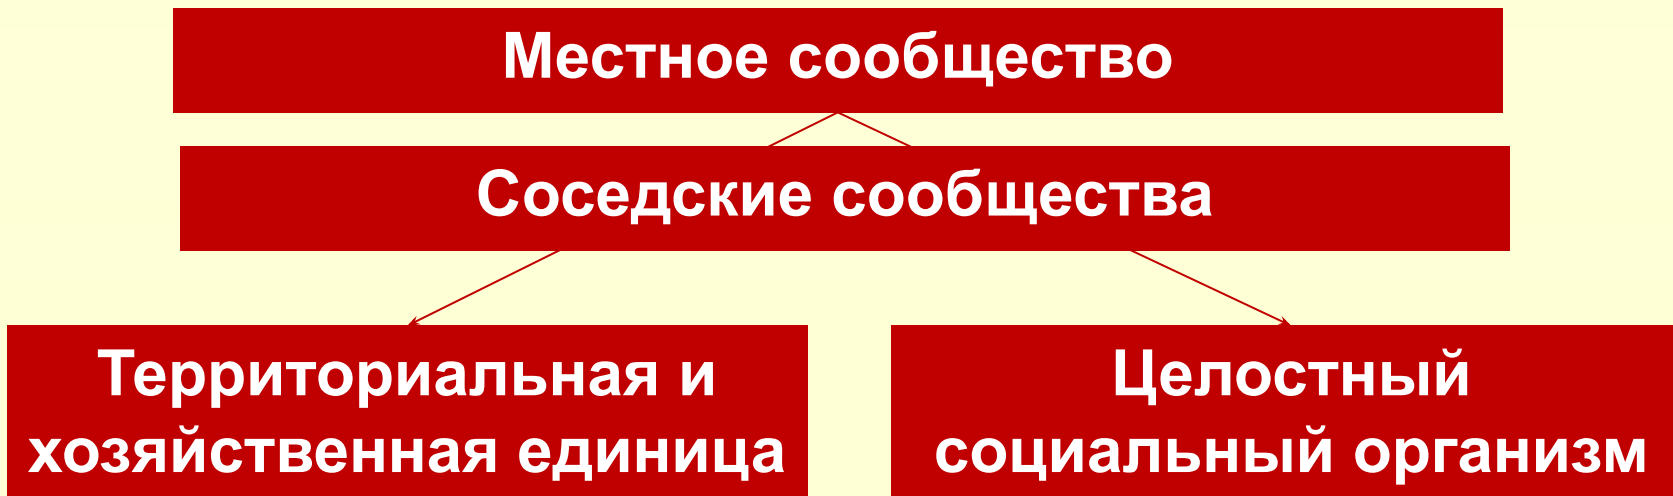 Местное сообщество
Соседские сообщества
Территориальная и
хозяйственная единица
Целостный
социальный организм